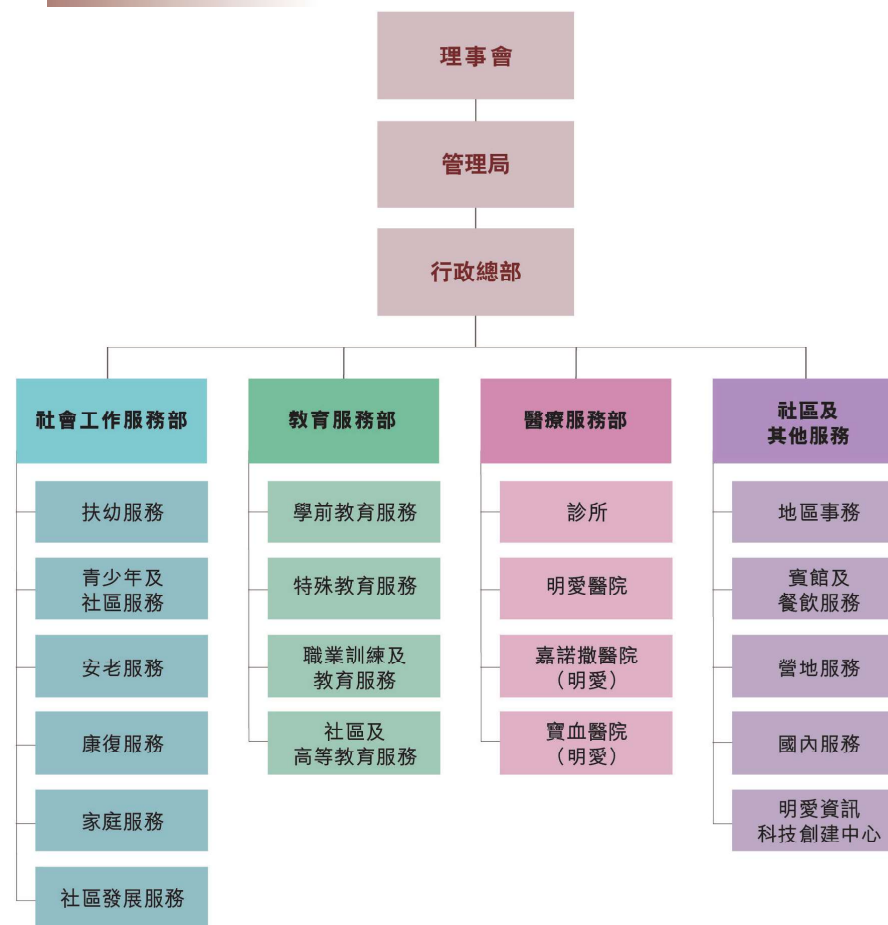 理事會
管理局
行政總部
社會工作服務部
扶幼服務
青少年及
社區服務
安老服務
康復服務
家庭服務
社區發展服務
教育服務部
學前教育服務
特殊教育服務
職業訓練及
教育服務
社區及
高等教育服務
醫療服務部
診所
明愛醫院
嘉諾撒醫院
（明愛）
寶血醫院
（明愛）
社區及
其他服務
地區事務
賓館及
餐飲服務
營地服務
國內服務
明愛資訊
科技創建中心